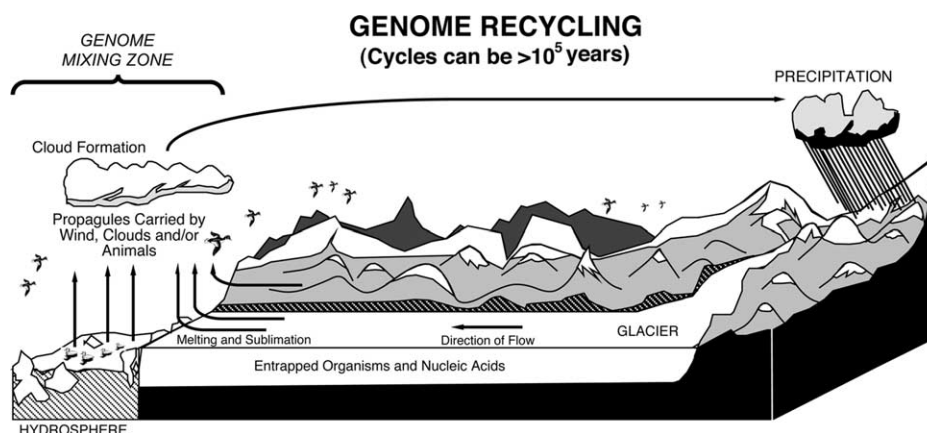 GENOME RECYCLING
(Cycles can be >10⁵ years)
GENOME
MIXING ZONE
PRECIPITATION
Cloud Formation
Propagules Carried by
Wind, Clouds and/or
Animals
GLACIER
Melting and Sublimation
Direction of Flow
Entrapped Organisms and Nucleic Acids
HYDROSPHERE